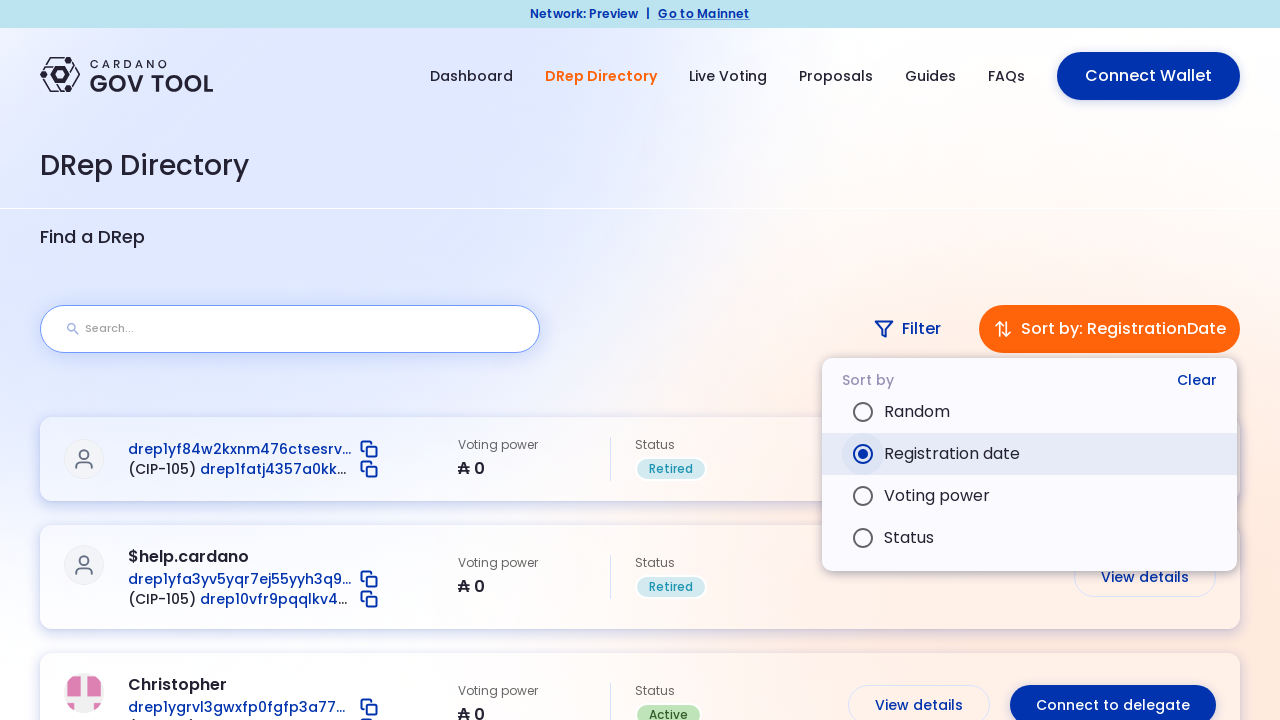 Network: Preview | Go to Mainnet
CARDANO
GOV TOOL
Dashboard
DRep Directory
Live Voting
Proposals
Guides
FAQs
Connect Wallet
DRep Directory
Find a DRep
Search...
Filter
Sort by: RegistrationDate
Sort by
Clear
Random
Registration date
Voting power
Status
drep1yf84w2kxnm476ctsesrv...
(CIP-105) drep1fatj4357a0kk...
Voting power
₳ 0
Status
Retired
$help.cardano
drep1yfa3yv5yqr7ej55yyh3q9...
(CIP-105) drep10vfr9pqqlkv4...
Voting power
₳ 0
Status
Retired
View details
Christopher
drep1ygrvl3gwxfp0fgfp3a77...
Voting power
₳ 0
Status
Active
View details
Connect to delegate